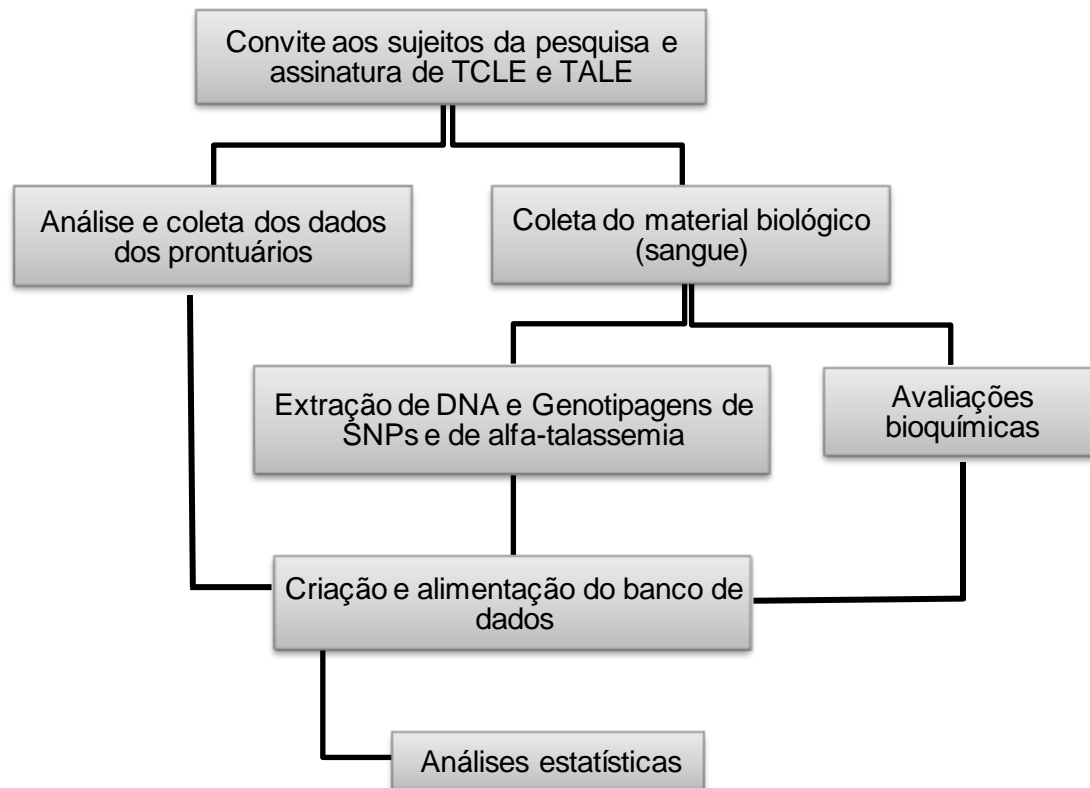 Convite aos sujeitos da pesquisa e
assinatura de TCLE e TALE
Análise e coleta dos dados
dos prontuários
Coleta do material biológico
(sangue)
Extração de DNA e Genotipagens de
SNPs e de alfa-talassemia
Avaliações
bioquímicas
Criação e alimentação do banco de
dados
Análises estatísticas